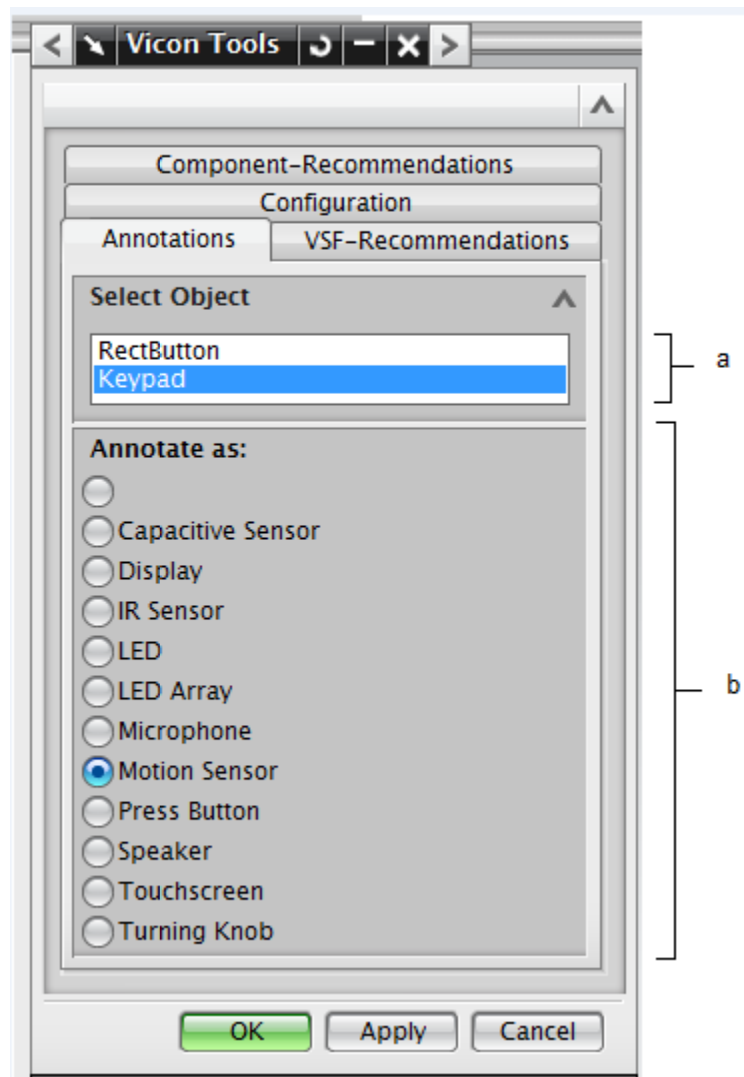 Vicon Tools
Component-Recommendations
Configuration
Annotations VSF-Recommendations
Select Object
RectButton
Keypad
a
Annotate as:
Capacitive Sensor
Display
IR Sensor
LED
LED Array
Microphone
Motion Sensor
Press Button
Speaker
Touchscreen
Turning Knob
b
OK Apply Cancel